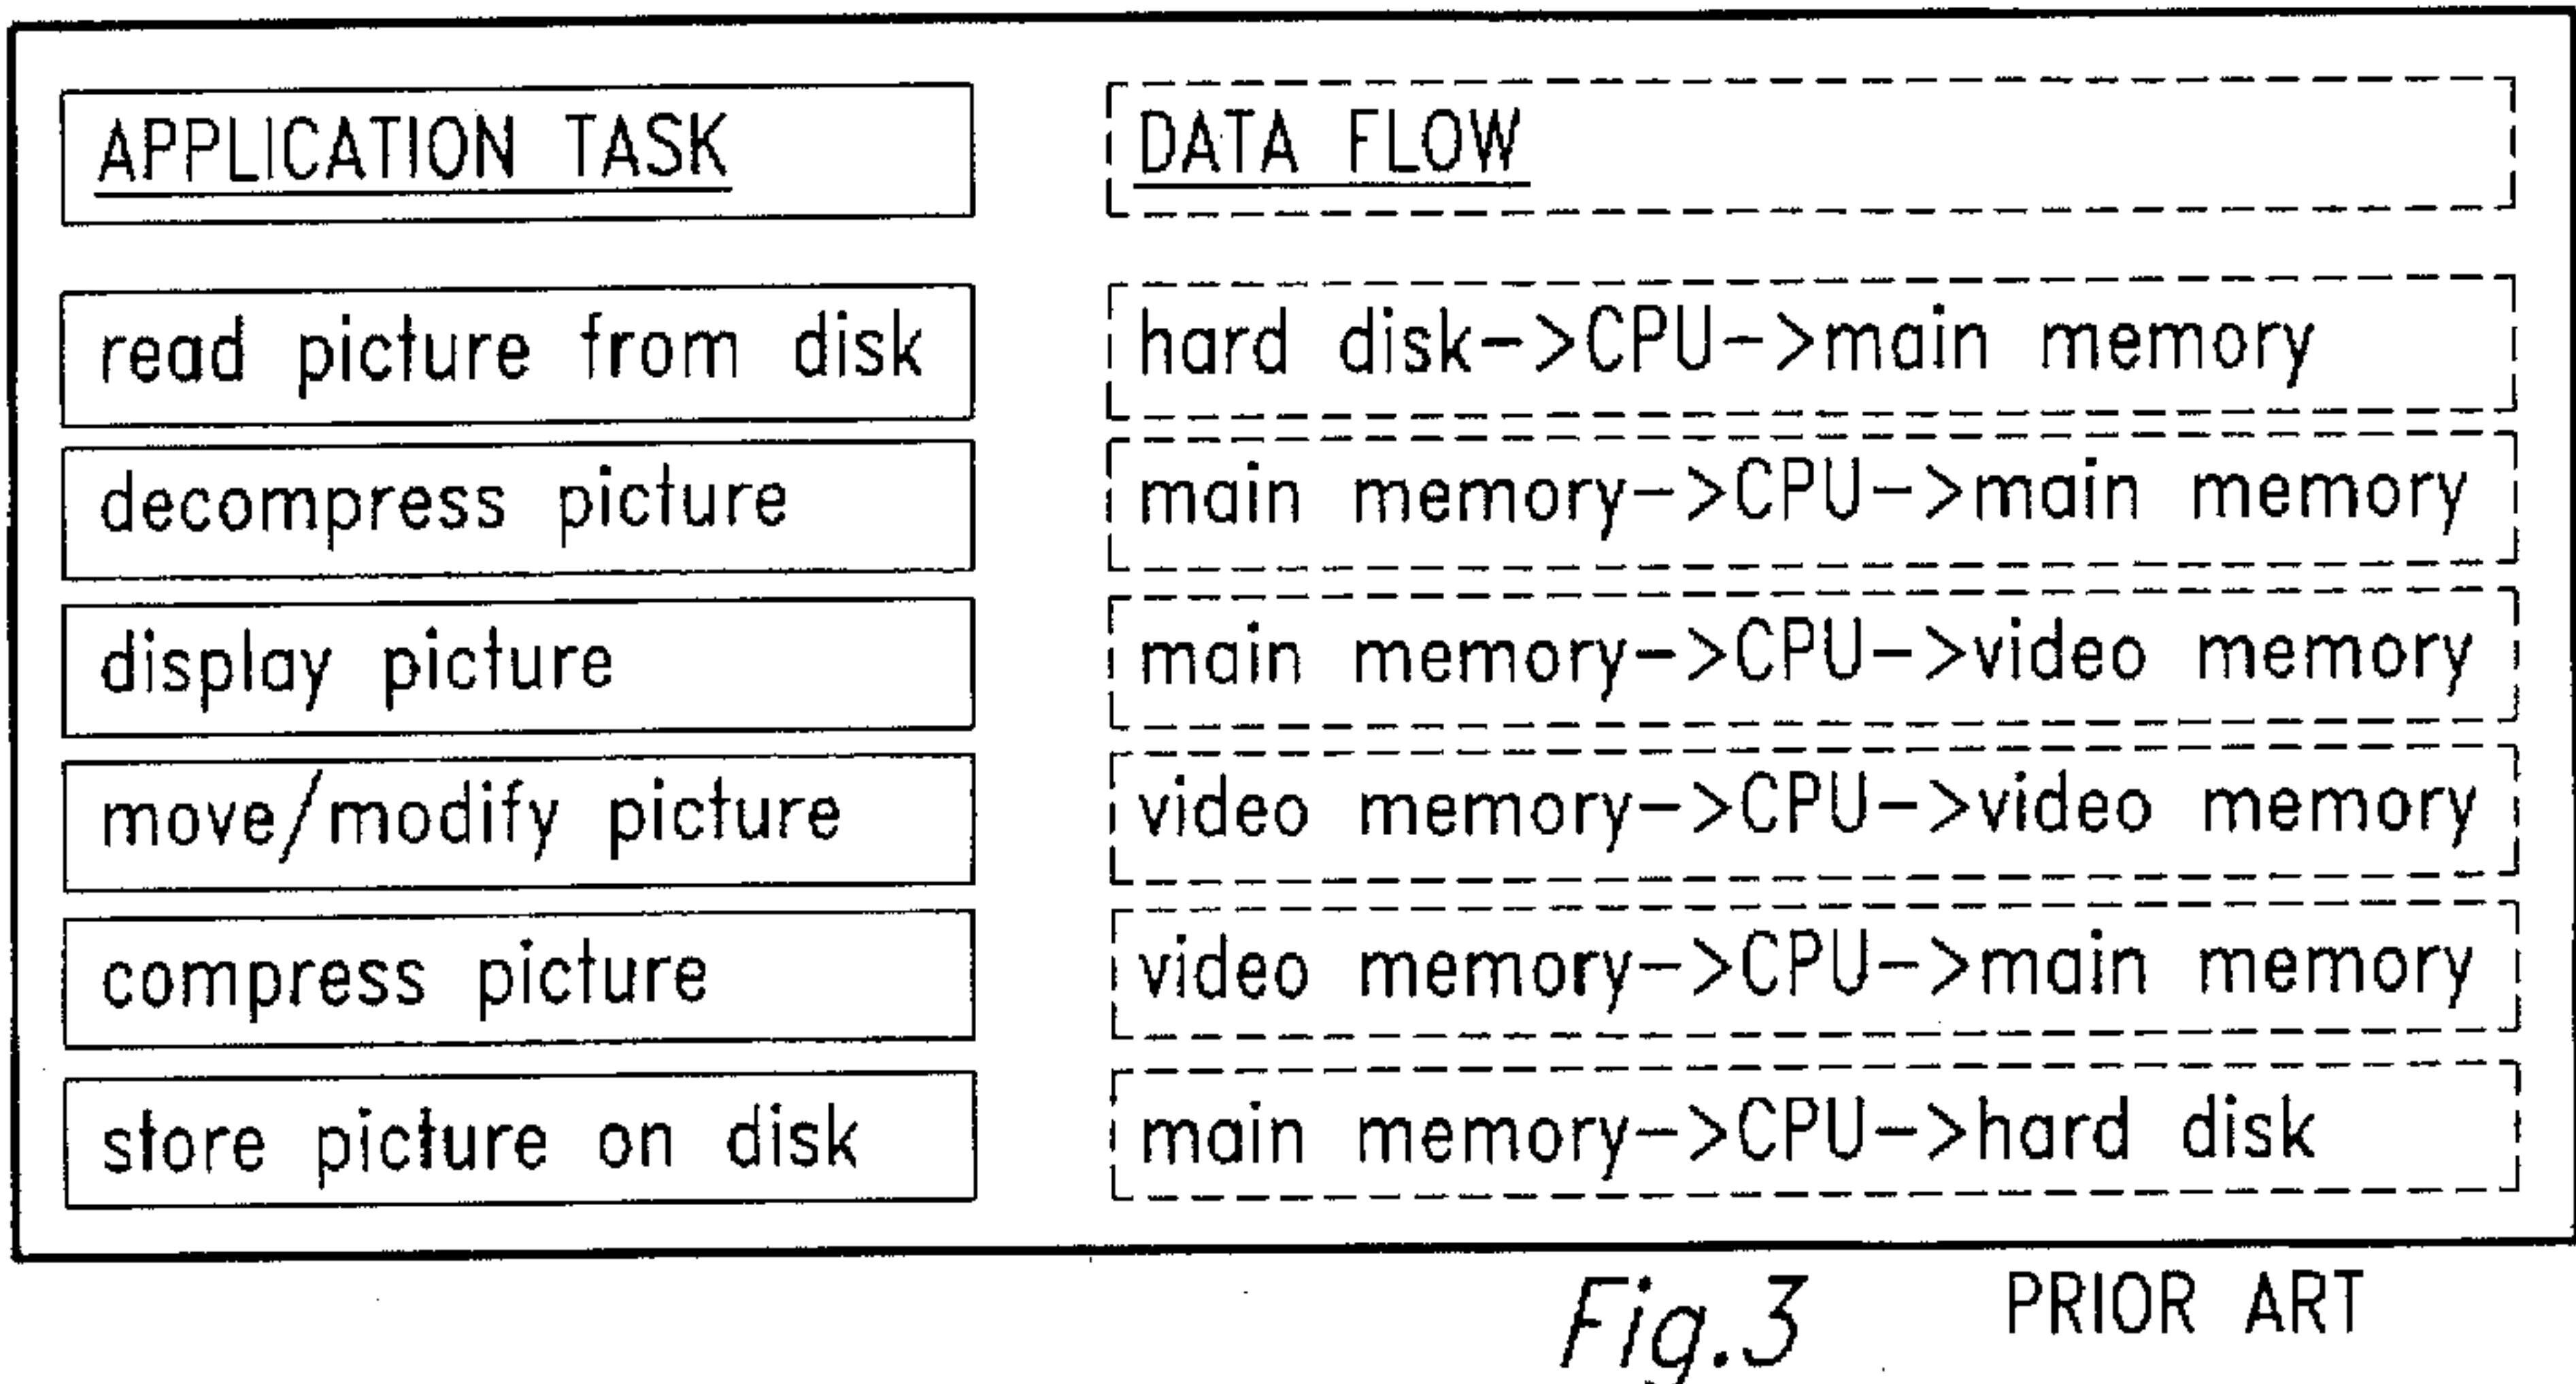 APPLICATION TASK
DATA FLOW
read picture from disk
hard disk->CPU->main memory
decompress picture
main memory->CPU->main memory
display picture
main memory->CPU->video memory
move/modify picture
video memory->CPU->video memory
compress picture
video memory->CPU->main memory
store picture on disk
main memory->CPU->hard disk
Fig.3
PRIOR ART